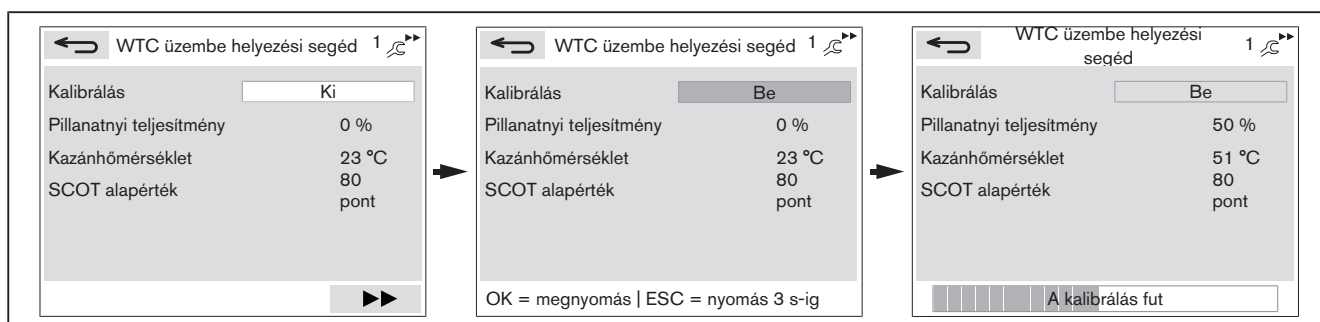 WTC üzembe helyezési segéd 1
Kalibrálás Ki
Pillanatnyi teljesítmény 0 %
Kazánhőmérséklet 23 °C
SCOT alapérték 80
pont
WTC üzembe helyezési segéd 1
Kalibrálás Be
Pillanatnyi teljesítmény 0 %
Kazánhőmérséklet 23 °C
SCOT alapérték 80
pont
OK = megnyomás | ESC = nyomás 3 s-ig
WTC üzembe helyezési
segéd 1
Kalibrálás Be
Pillanatnyi teljesítmény 50 %
Kazánhőmérséklet 51 °C
SCOT alapérték 80
pont
A kalibrálás fut